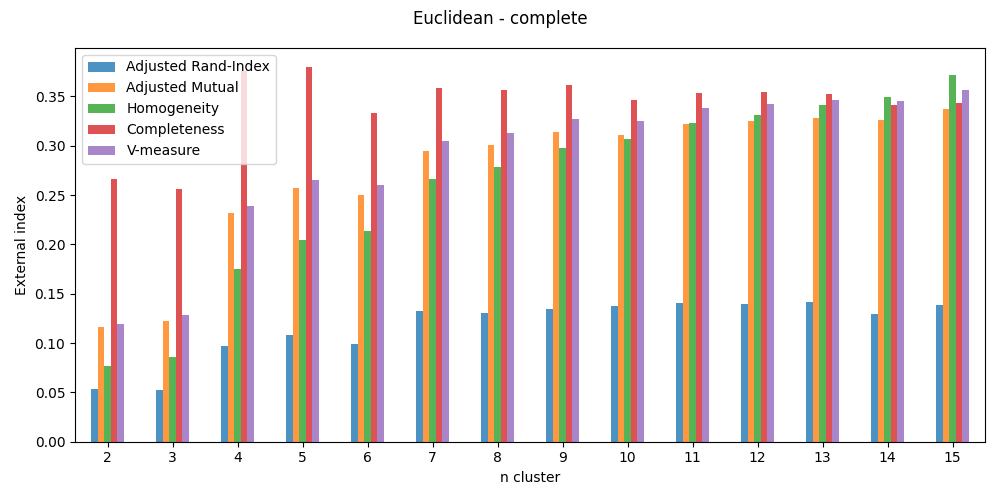 Euclidean - complete
Adjusted Rand-Index
Adjusted Mutual
Homogeneity
Completeness
V-measure
External index
0.35
0.30
0.25
0.20
0.15
0.10
0.05
0.00
2 3 4 5 6 7 8 9 10 11 12 13 14 15
n cluster